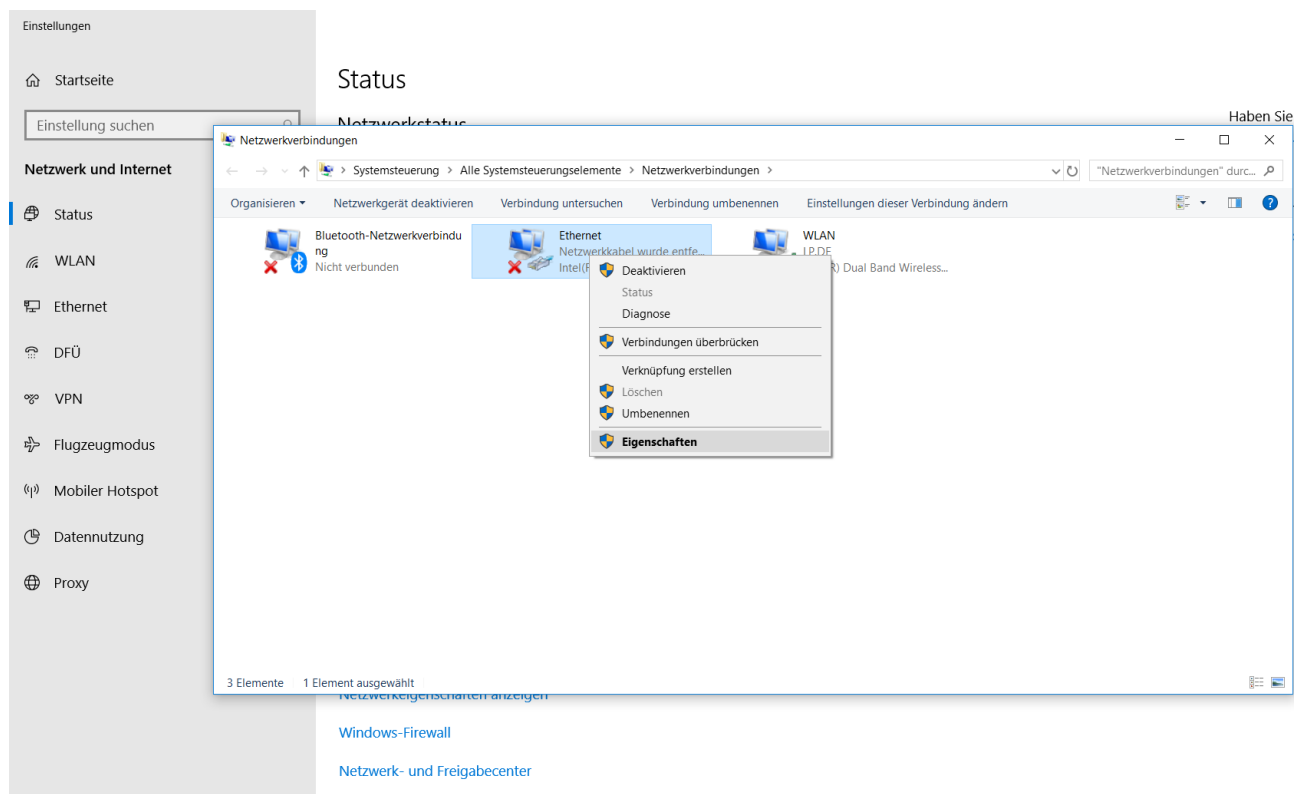 Einstellungen
Startseite
Einstellung suchen
Netzwerk und Internet
Status
WLAN
Ethernet
DFÜ
VPN
Flugzeugmodus
Mobiler Hotspot
Datennutzung
Proxy
Status
Netzwerkstatus
Haben Sie
Netzwerkverbindungen
Systemsteuerung > Alle Systemsteuerungselemente > Netzwerkverbindungen >
"Netzwerkverbindungen" durc...
Organisieren Netzwerkgerät deaktivieren Verbindung untersuchen Verbindung umbenennen Einstellungen dieser Verbindung ändern
Bluetooth-Netzwerkverbindu
ng
Nicht verbunden
Ethernet
Netzwerkkabel wurde entfe...
WLAN
Dual Band Wireless...
Deaktivieren
Status
Diagnose
Verbindungen überbrücken
Verknüpfung erstellen
Löschen
Umbenennen
Eigenschaften
3 Elemente 1 Element ausgewählt
Netzwerkeigenschaften anzeigen
Windows-Firewall
Netzwerk- und Freigabecenter